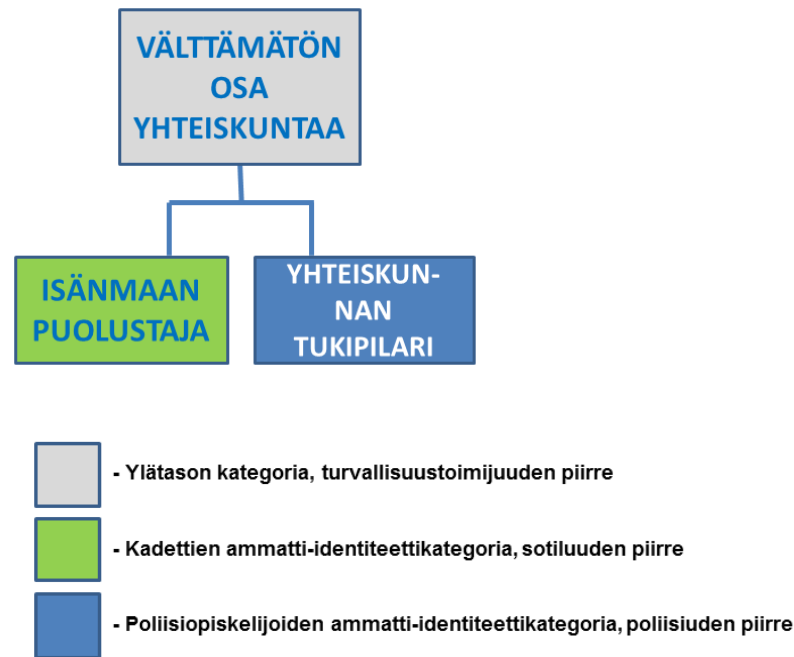 VÄLTTÄMÄTÖN
OSA
YHTEISKUNTAA
ISÄNMAAN
PUOLUSTAJA
YHTEISKUN-
NAN
TUKIPILARI
- Ylätason kategoria, turvallisuustoimijuuden piirre
- Kadettien ammatti-identiteettikategoria, sotiluuden piirre
- Poliisiopiskelijoiden ammatti-identiteettikategoria, poliisiuden piirre